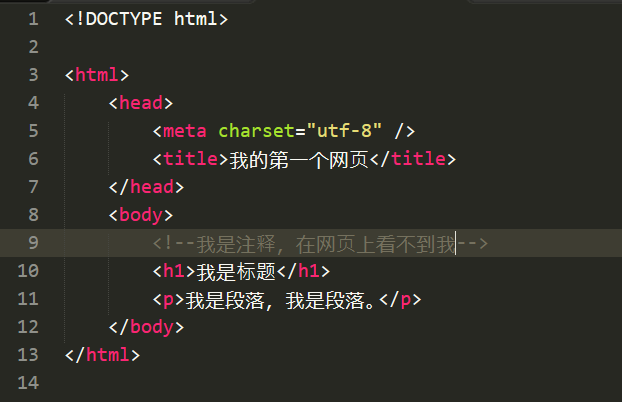 1 <!DOCTYPE html>
2
3 <html>
4     <head>
5         <meta charset="utf-8" />
6         <title>我的第一个网页</title>
7     </head>
8     <body>
9         <!--我是注释，在网页上看不到我-->
10         <h1>我是标题</h1>
11         <p>我是段落，我是段落。</p>
12     </body>
13 </html>
14